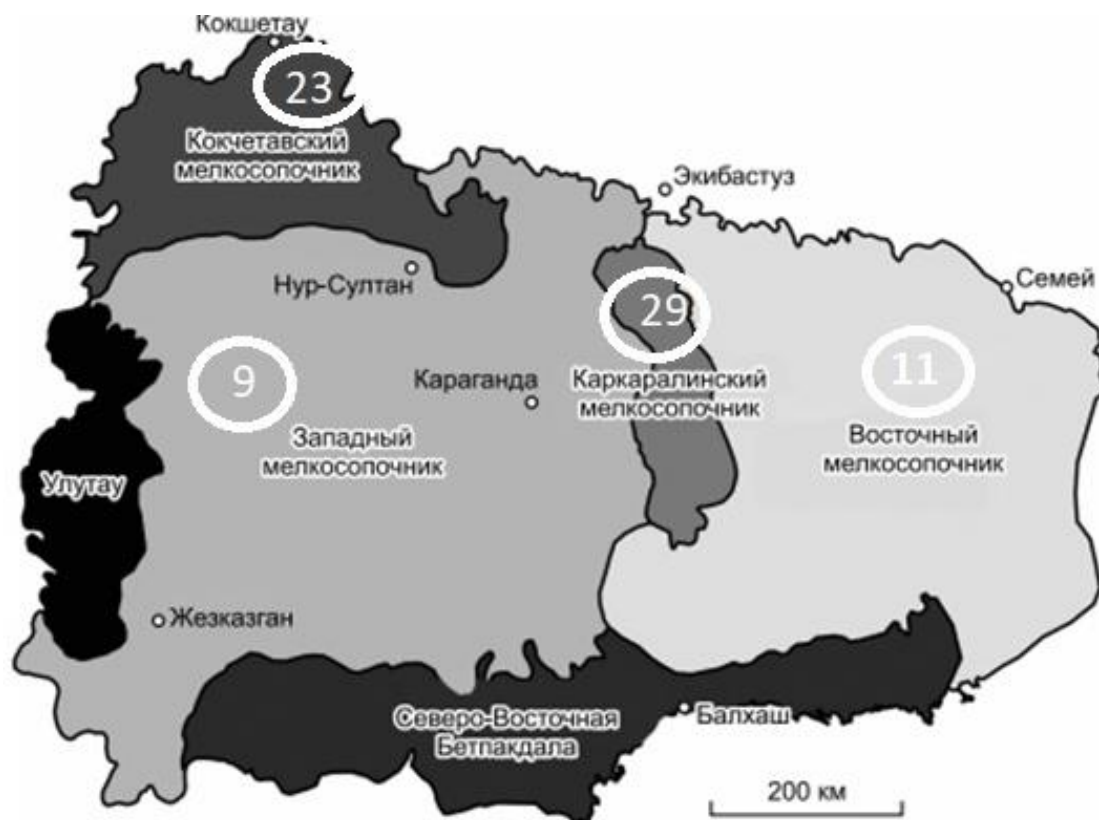 Кокшетау
23
Кокчетавский
мелкосопочник
Экибастуз
Нур-Султан
Семей
29
9
Караганда
Каркаралинский
мелкосопочник
11
Западный
мелкосопочник
Восточный
мелкосопочник
Улутау
Жезказган
Северо-Восточная
Бетпакдала
Балхаш
200 км